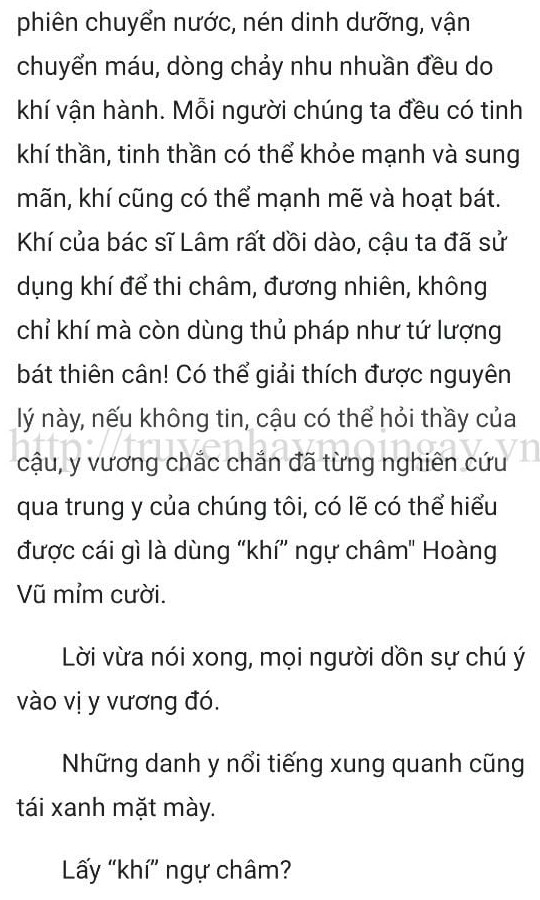 phiên chuyển nước, nén dinh dưỡng, vận
chuyển máu, dòng chảy nhu nhuần đều do
khí vận hành. Mỗi người chúng ta đều có tinh
khí thần, tinh thần có thể khỏe mạnh và sung
mãn, khí cũng có thể mạnh mẽ và hoạt bát.
Khí của bác sĩ Lâm rất dồi dào, cậu ta đã sử
dụng khí để thi châm, đương nhiên, không
chỉ khí mà còn dùng thủ pháp như tứ lượng
bát thiên cân! Có thể giải thích được nguyên
lý này, nếu không tin, cậu có thể hỏi thầy của
http://truyenhaymoingay.vn
cậu, y vương chắc chắn đã từng nghiên cứu
qua trung y của chúng tôi, có lẽ có thể hiểu
được cái gì là dùng “khí” ngự châm" Hoàng
Vũ mỉm cười.
Lời vừa nói xong, mọi người dồn sự chú ý
vào vị y vương đó.
Những danh y nổi tiếng xung quanh cũng
tái xanh mặt mày.
Lấy “khí” ngự châm?